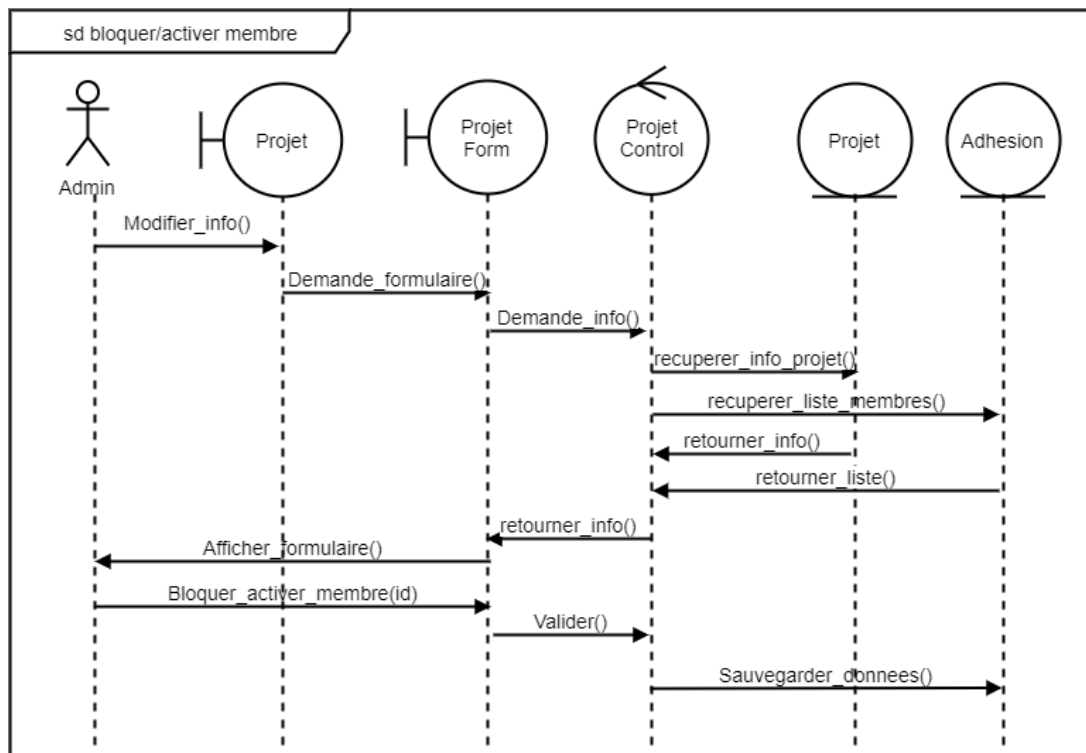 sd bloquer/activer membre
Projet
Projet
Form
Projet
Control
Projet
Adhesion
Admin
Modifier_info()
Demande_formulaire()
Demande_info()
recuperer_info_projet()
recuperer_liste_membres()
retourner_info()
retourner_liste()
retourner_info()
Afficher_formulaire()
Bloquer_activer_membre(id)
Valider()
Sauvegarder_donnees()